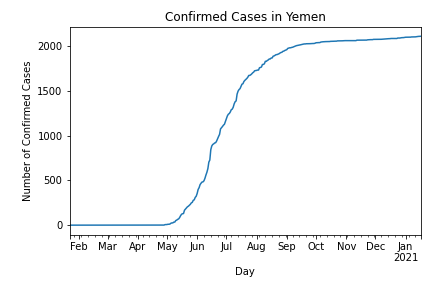 Confirmed Cases in Yemen
Number of Confirmed Cases
2000
1500
1000
500
0
Feb Mar Apr May Jun Jul Aug Sep Oct Nov Dec Jan
2021
Day